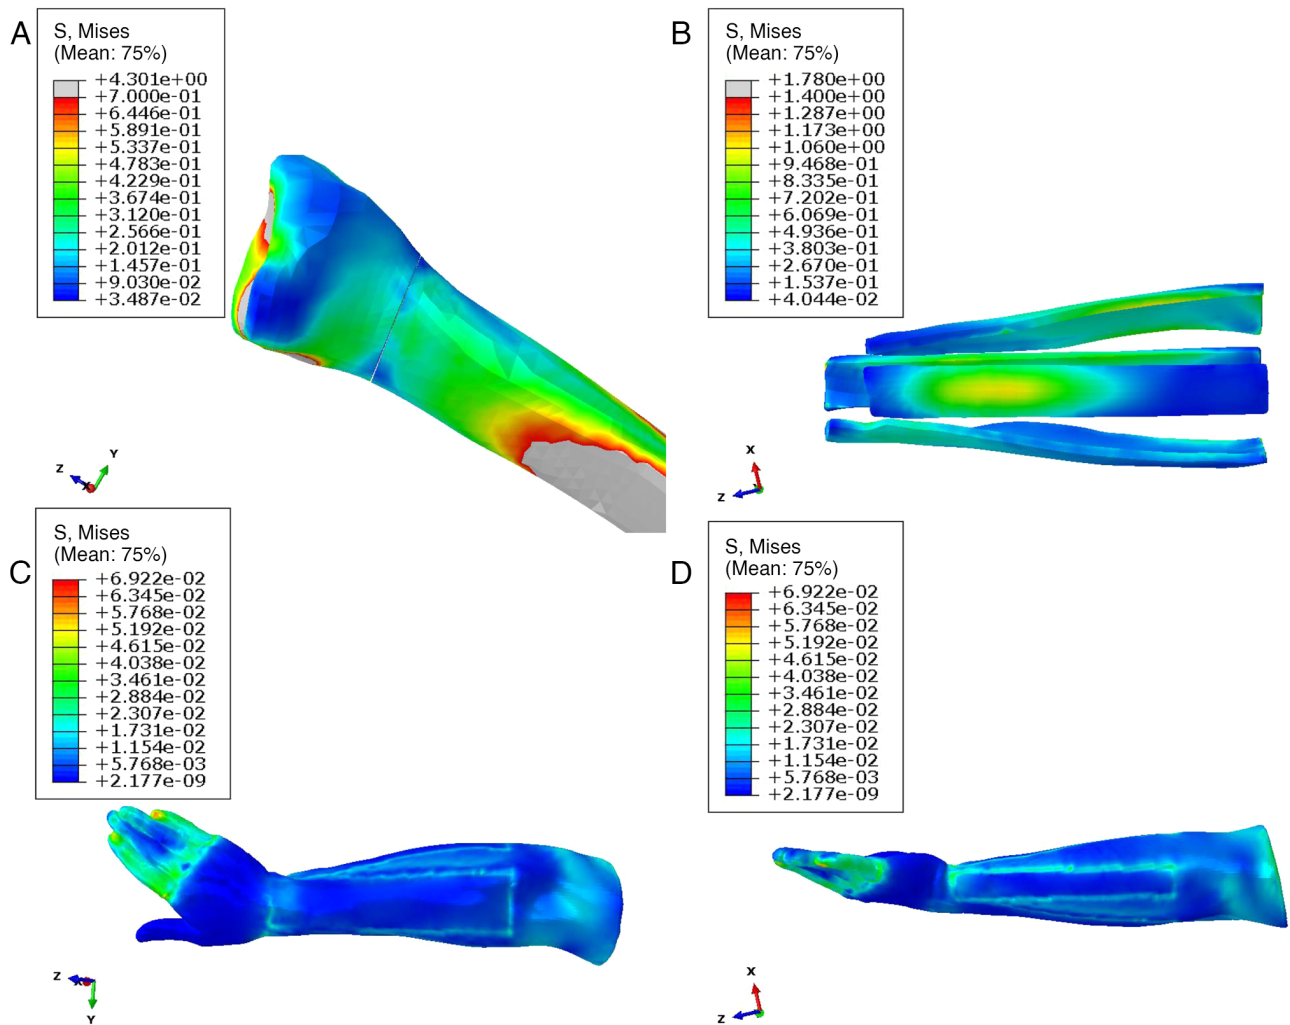 A
S, Mises
(Mean: 75%)
+4.301e+00
+7.000e-01
+6.446e-01
+5.891e-01
+5.337e-01
+4.783e-01
+4.229e-01
+3.674e-01
+3.120e-01
+2.566e-01
+2.012e-01
+1.457e-01
+9.030e-02
+3.487e-02
Z
Y
X
B
S, Mises
(Mean: 75%)
+1.780e+00
+1.400e+00
+1.287e+00
+1.173e+00
+1.060e+00
+9.468e-01
+8.335e-01
+7.202e-01
+6.069e-01
+4.936e-01
+3.803e-01
+2.670e-01
+1.537e-01
+4.044e-02
X
Z
C
S, Mises
(Mean: 75%)
+6.922e-02
+6.345e-02
+5.768e-02
+5.192e-02
+4.615e-02
+4.038e-02
+3.461e-02
+2.884e-02
+2.307e-02
+1.731e-02
+1.154e-02
+5.768e-03
+2.177e-09
Z
X
Y
D
S, Mises
(Mean: 75%)
+6.922e-02
+6.345e-02
+5.768e-02
+5.192e-02
+4.615e-02
+4.038e-02
+3.461e-02
+2.884e-02
+2.307e-02
+1.731e-02
+1.154e-02
+5.768e-03
+2.177e-09
X
Z